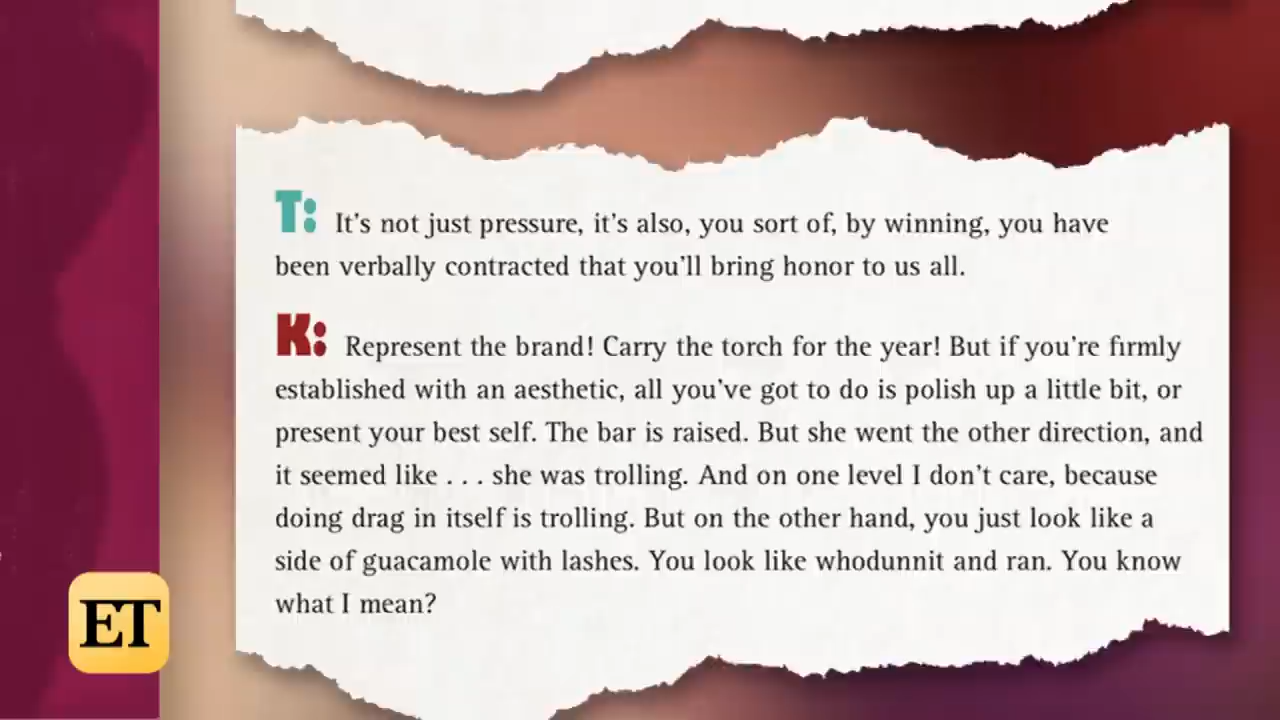 T: It's not just pressure, it's also, you sort of, by winning, you have
been verbally contracted that you'll bring honor to us all.
K: Represent the brand! Carry the torch for the year! But if you're firmly
established with an aesthetic, all you've got to do is polish up a little bit, or
present your best self. The bar is raised. But she went the other direction, and
it seemed like . . . she was trolling. And on one level I don't care, because
doing drag in itself is trolling. But on the other hand, you just look like a
side of guacamole with lashes. You look like whodunnit and ran. You know
what I mean?
ET